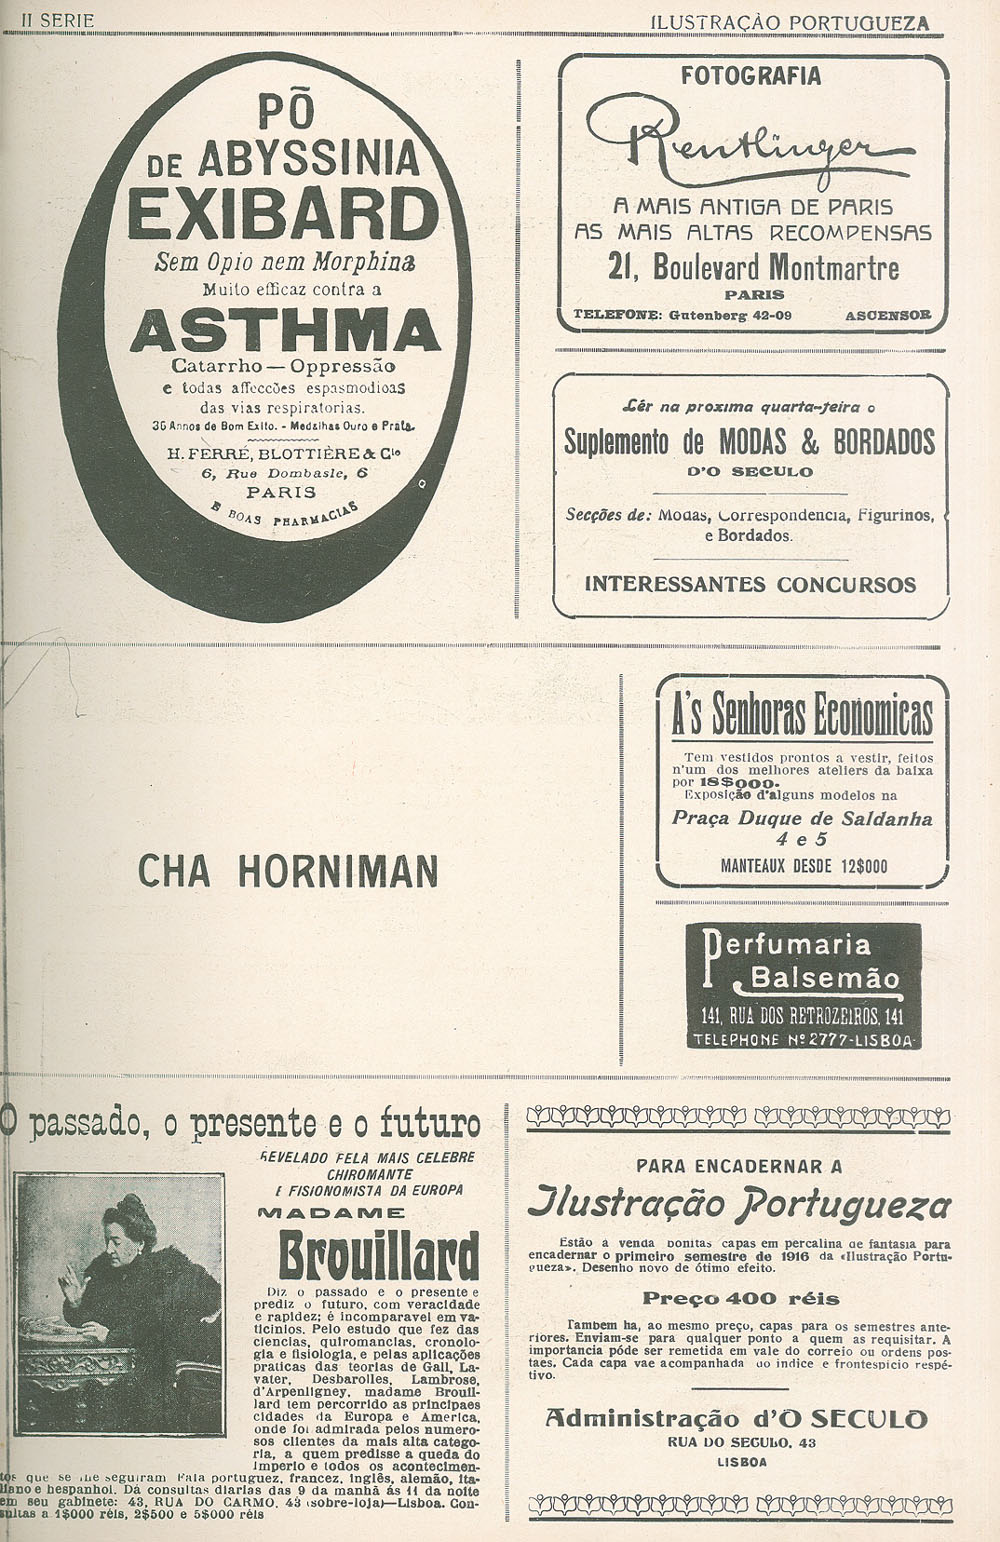 II SERIE
ILUSTRAÇÃO PORTUGUEZA
PÕ
DE ABYSSINIA
EXIBARD
Sem Opio nem Morphina
Muito efficaz contra a
ASTHMA
Catarrho — Oppressão
e todas affecções espasmodicas
das vias respiratorias.
36 Annos de Bom Exito. - Medalhas Ouro e Prata.
H. FERRÉ, BLOTTIÈRE & Cie
6, Rue Dombasle, 6
PARIS
E BOAS PHARMACIAS
FOTOGRAFIA
Reutlinger
A MAIS ANTIGA DE PARIS
AS MAIS ALTAS RECOMPENSAS
21, Boulevard Montmartre
PARIS
TELEFONE: Gutenberg 42-09 ASCENSOR
Lêr na proxima quarta-feira o
Suplemento de MODAS & BORDADOS
D'O SECULO
Secções de: Modas, Correspondencia, Figurinos,
e Bordados.
INTERESSANTES CONCURSOS
CHA HORNIMAN
A's Senhoras Economicas
Tem vestidos prontos a vestir, feitos
n'um dos melhores ateliers da baixa
por 18$000.
Exposição d'alguns modelos na
Praça Duque de Saldanha
4 e 5
MANTEAUX DESDE 12$000
Perfumaria
Balsemão
141, RUA DOS RETROZEIROS, 141
TELEPHONE Nº 2777-LISBOA
O passado, o presente e o futuro
REVELADO PELA MAIS CELEBRE
CHIROMANTE
E FISIONOMISTA DA EUROPA
MADAME
Brouillard
Diz o passado e o presente e
prediz o futuro, com veracidade
e rapidez; é incomparavel em va-
ticinios. Pelo estudo que fez das
ciencias, quiromancias, cronolo-
gia e fisiologia, e pelas aplicações
praticas das teorias de Gall, La-
vater, Desbarolles, Lambrose,
d'Arpenligney, madame Brouil-
lard tem percorrido as principaes
cidades da Europa e America,
onde foi admirada pelos numero-
sos clientes da mais alta catego-
ria, a quem predisse a queda do
imperio e todos os acontecimen-
tos que se lhe seguiram Fala portuguez, francez, inglês, alemão, ita-
liano e hespanhol. Dá consultas diarias das 9 da manhã ás 11 da noite
em seu gabinete: 43, RUA DO CARMO, 43 (sobre-loja)—Lisboa. Con-
sultas a 1$000 réis, 2$500 e 5$000 réis
PARA ENCADERNAR A
Ilustração Portugueza
Estão á venda bonitas capas em percalina de fantasia para
encadernar o primeiro semestre de 1916 da «Ilustração Portu-
gueza». Desenho novo de ótimo efeito.
Preço 400 réis
Tambem ha, ao mesmo preço, capas para os semestres ante-
riores. Enviam-se para qualquer ponto a quem as requisitar. A
importancia póde ser remetida em vale do correio ou ordens pos-
taes. Cada capa vae acompanhada do indice e frontespicio respé-
tivo.
Administração d'O SECULO
RUA DO SECULO, 43
LISBOA